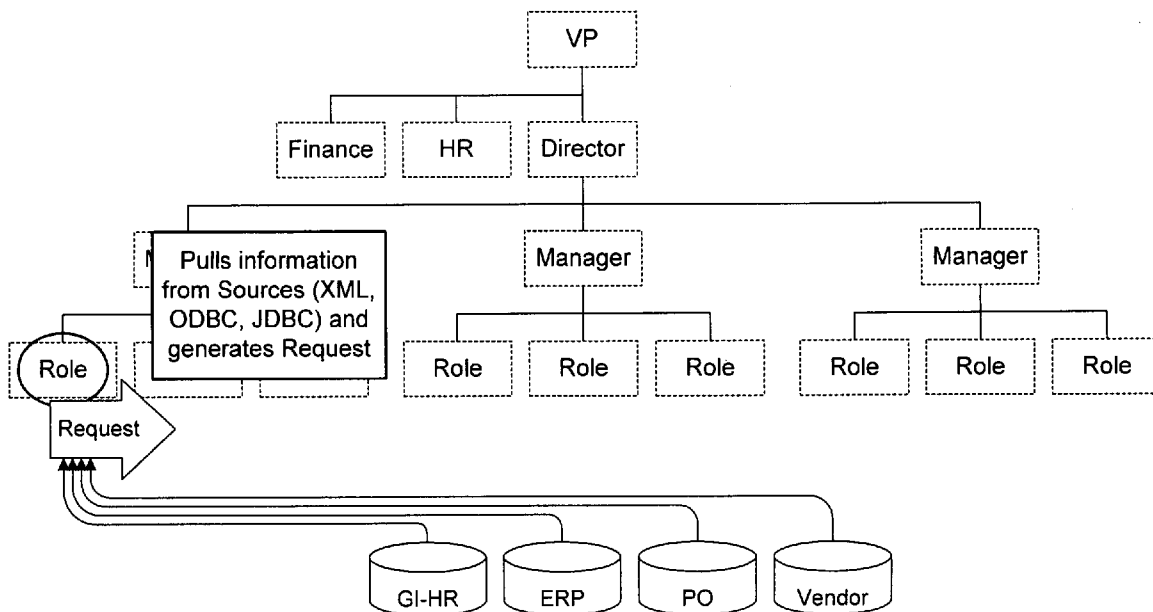 VP
Finance
HR
Director
Pulls information
from Sources (XML,
ODBC, JDBC) and
generates Request
Manager
Manager
Role
Role
Role
Role
Role
Role
Role
Request
GI-HR
ERP
PO
Vendor